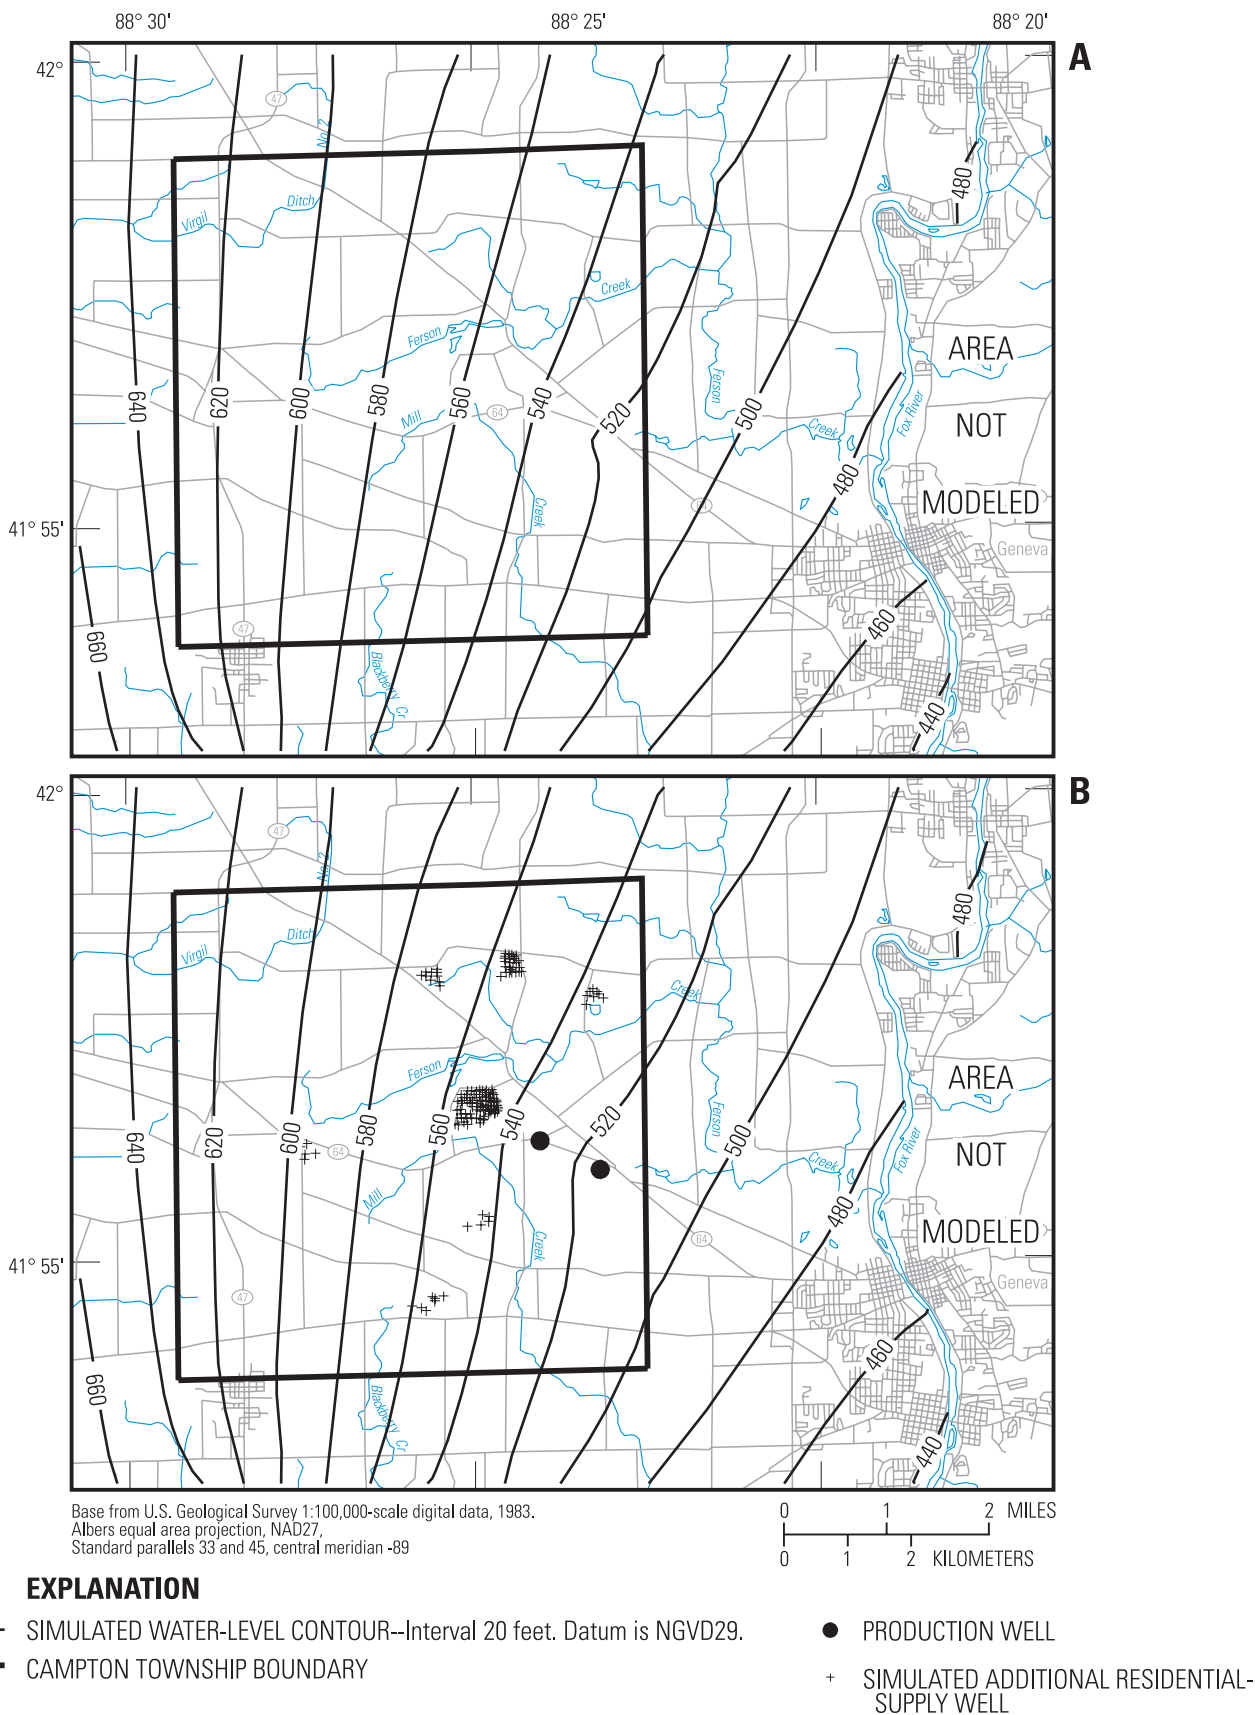 88° 30'
88° 25'
88° 20'
A
42°
47
No. 2
480
Ditch
Virgil
Creek
Ferson
AREA
640
620
600
580
560
540
520
500
Ferson
Mill
64
Creek
Fox River
NOT
480
MODELED
64
Creek
41° 55'
Geneva
460
47
660
Blackberry Cr
440
B
42°
47
No. 2
480
Ditch
Virgil
Creek
Ferson
AREA
640
620
600
580
560
540
520
500
Ferson
64
Creek
Fox River
NOT
Mill
480
MODELED
64
Creek
41° 55'
Geneva
47
460
660
Blackberry Cr
440
Base from U.S. Geological Survey 1:100,000-scale digital data, 1983.
Albers equal area projection, NAD27,
Standard parallels 33 and 45, central meridian -89
0 1 2 MILES
0 1 2 KILOMETERS
EXPLANATION
SIMULATED WATER-LEVEL CONTOUR--Interval 20 feet. Datum is NGVD29.
CAMPTON TOWNSHIP BOUNDARY
PRODUCTION WELL
SIMULATED ADDITIONAL RESIDENTIAL-
SUPPLY WELL